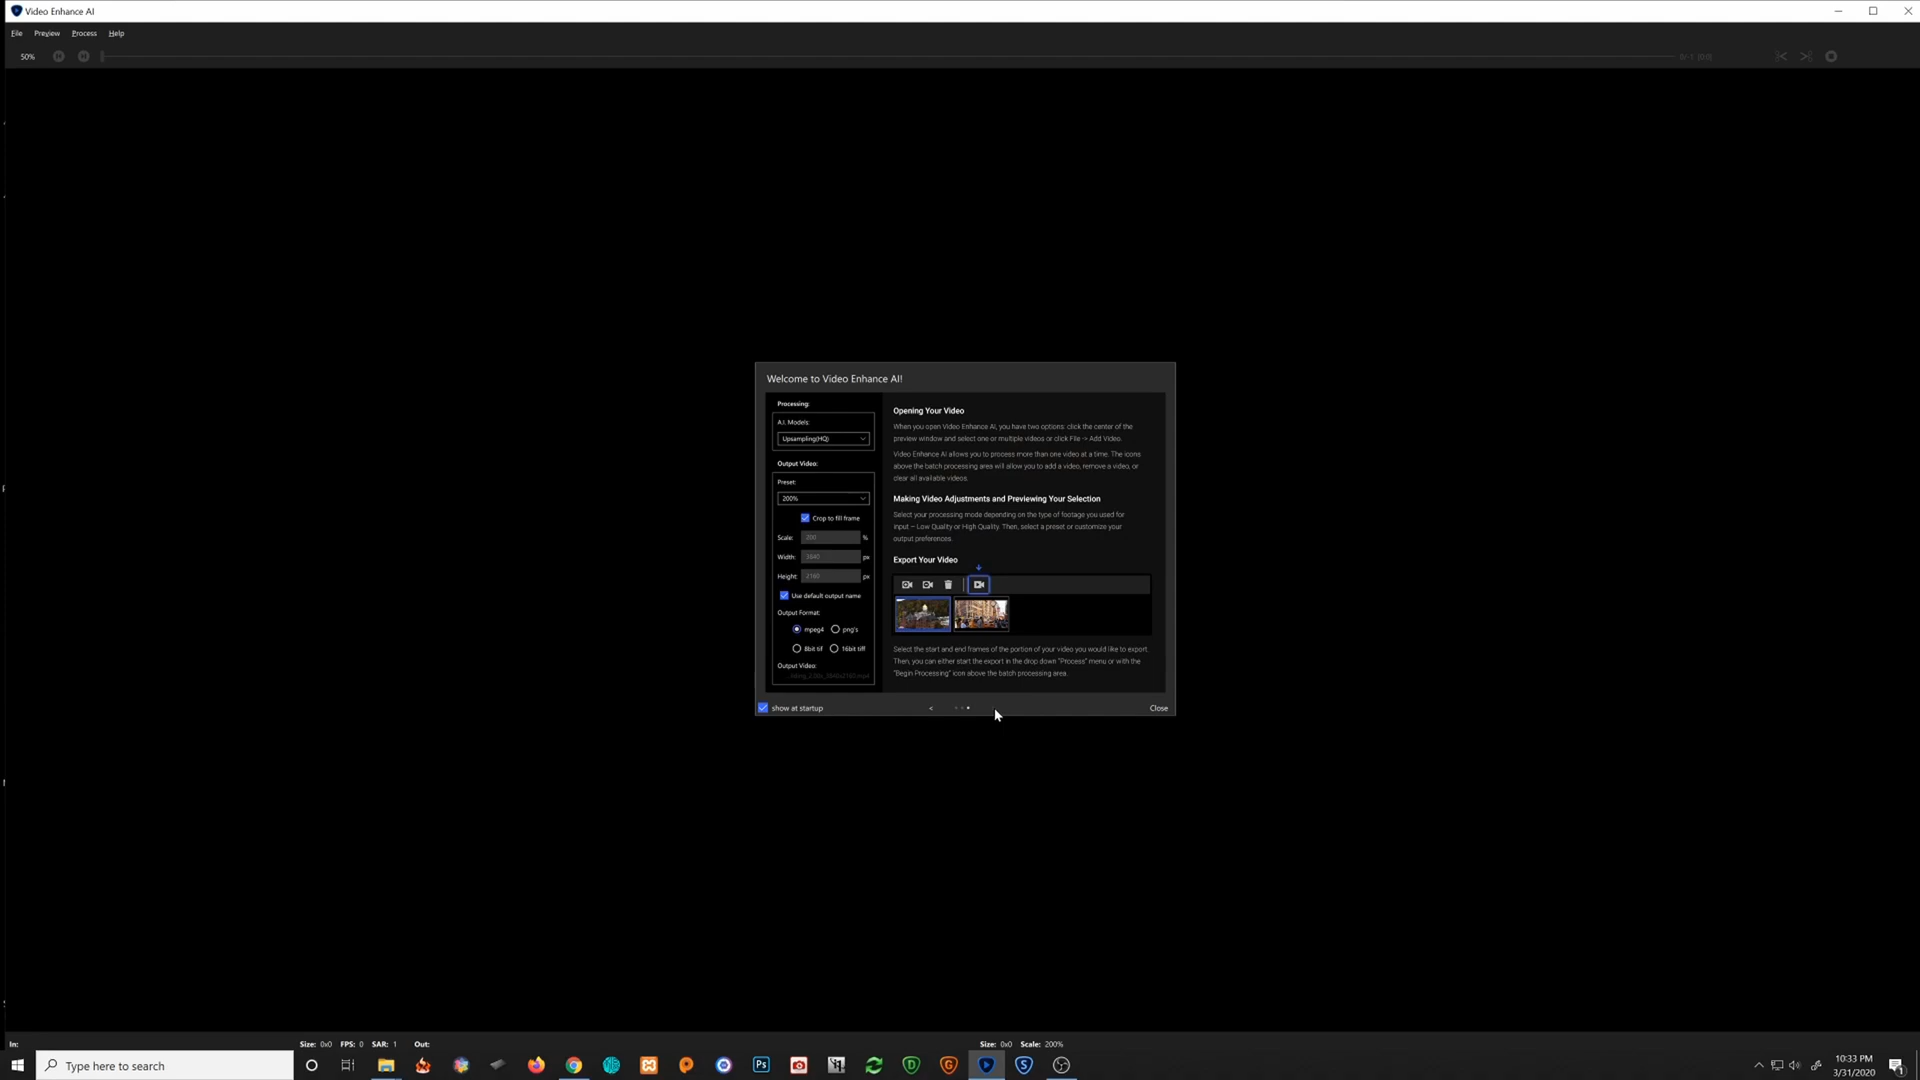 Video Enhance AI
File Preview Process Help
50%
0/-1 (0:0)
Welcome to Video Enhance AI!
Processing:
A.I. Models:
Upsampling(HQ)
Output Video:
Preset:
200%
Crop to fill frame
Scale: 200 %
Width: 3840 px
Height: 2160 px
Use default output name
Output Format:
mpeg4 png's
8bit tif 16bit tiff
Output Video:
Opening Your Video
When you open Video Enhance AI, you have two options: click the center of the
preview window and select one or multiple videos or click File -> Add Video.
Video Enhance AI allows you to process more than one video at a time. The icons
above the batch processing area will allow you to add a video, remove a video, or
clear all available videos.
Making Video Adjustments and Previewing Your Selection
Select your processing mode depending on the type of footage you used for
input – Low Quality or High Quality. Then, select a preset or customize your
output preferences.
Export Your Video
Select the start and end frames of the portion of your video you would like to export.
Then, you can either start the export in the drop down "Process" menu or with the
"Begin Processing" icon above the batch processing area.
show at startup < Close
In: Size: 0x0 FPS: 0 SAR: 1 Out: Size: 0x0 Scale: 200%
Type here to search
10:33 PM
3/31/2020